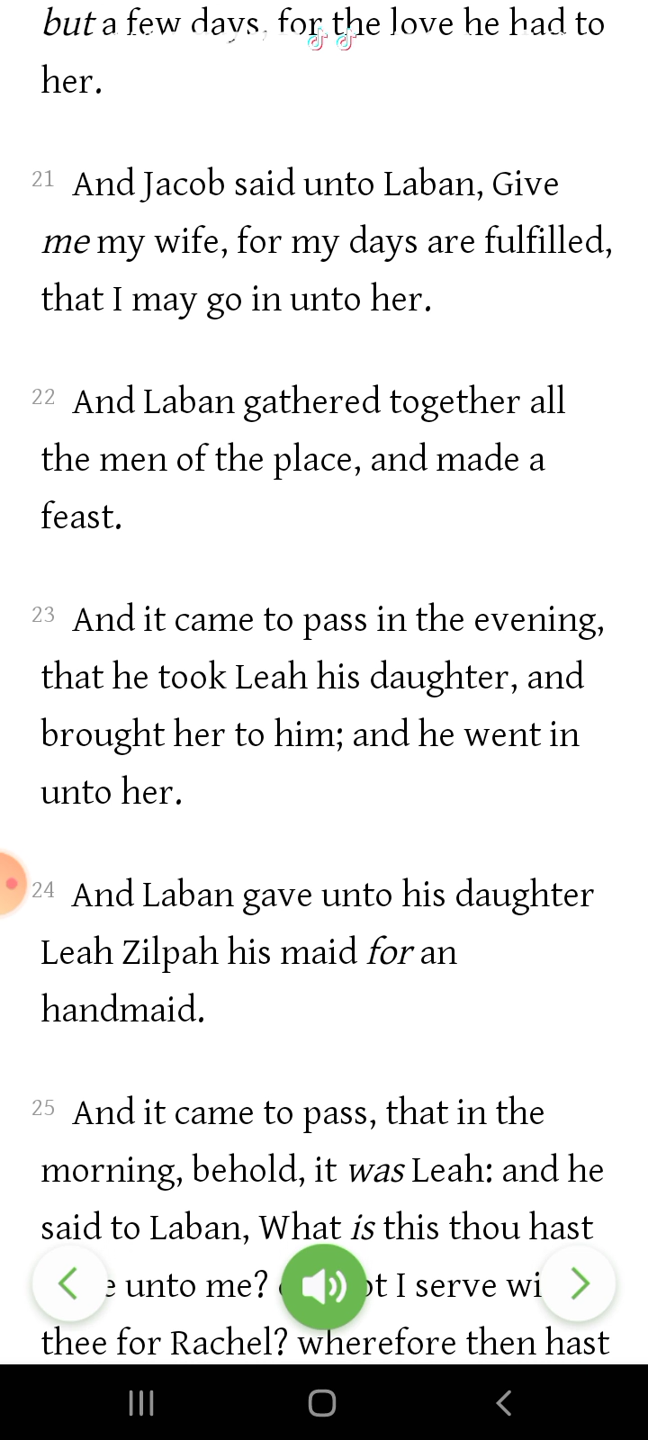 but a few days, for the love he had to
her.
21 And Jacob said unto Laban, Give
me my wife, for my days are fulfilled,
that I may go in unto her.
22 And Laban gathered together all
the men of the place, and made a
feast.
23 And it came to pass in the evening,
that he took Leah his daughter, and
brought her to him; and he went in
unto her.
24 And Laban gave unto his daughter
Leah Zilpah his maid for an
handmaid.
25 And it came to pass, that in the
morning, behold, it was Leah: and he
said to Laban, What is this thou hast
unto me? I serve
thee for Rachel? wherefore then hast